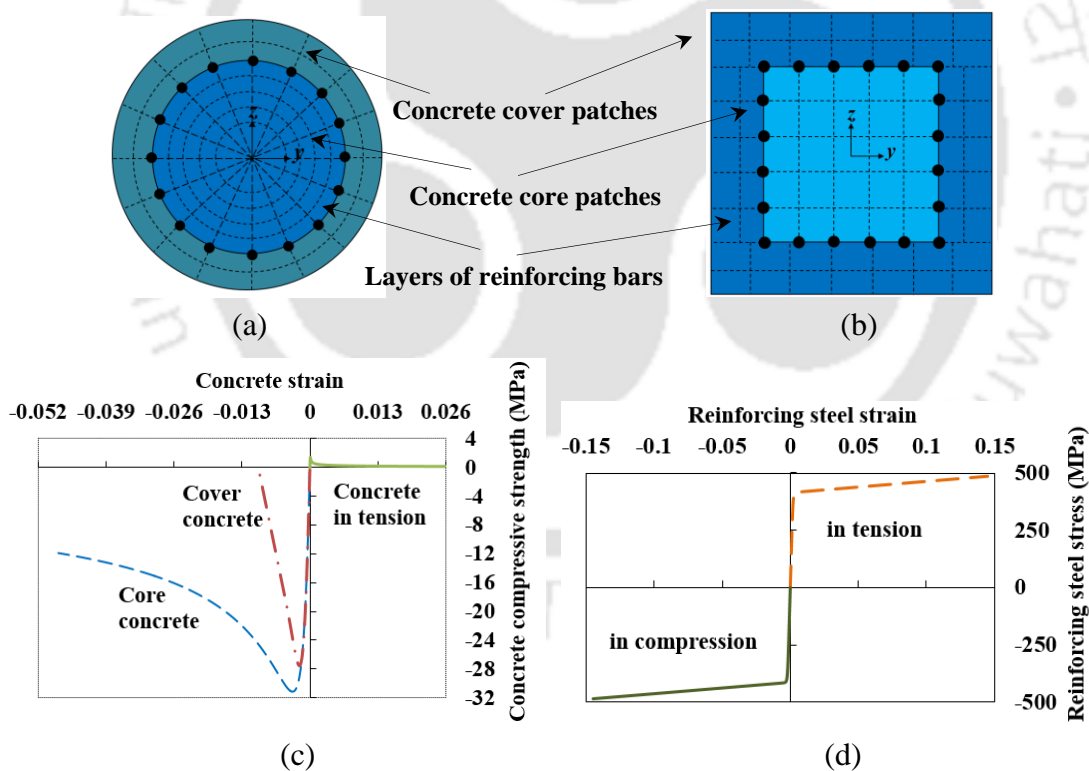 Concrete cover patches
z
y
z
y
Concrete core patches
Layers of reinforcing bars
(a)
(b)
Concrete strain
-0.052 -0.039 -0.026 -0.013 0 0.013 0.026
4
0
-4
-8
-12
-16
-20
-24
-28
-32
Concrete compressive strength (MPa)
Cover
concrete
Concrete
in tension
Core
concrete
(c)
Reinforcing steel strain
-0.15 -0.1 -0.05 0 0.05 0.1 0.15
500
250
0
-250
-500
Reinforcing steel stress (MPa)
in tension
in compression
(d)
uwahati • 12